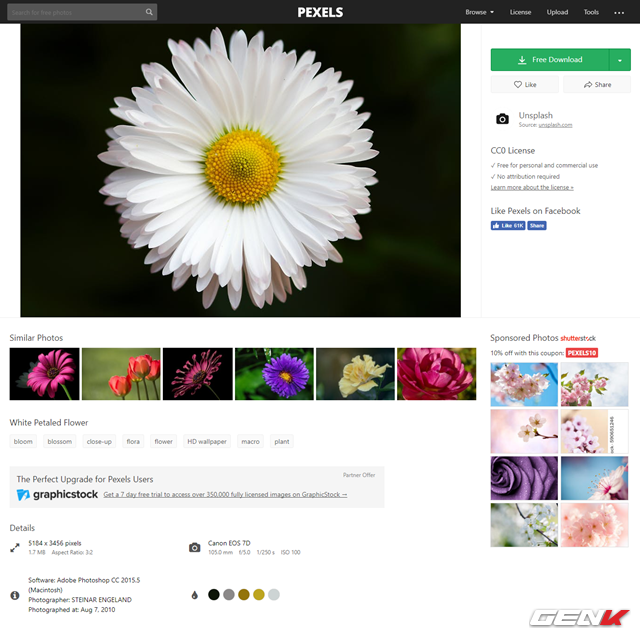 Search for free photos
PEXELS
Browse License Upload Tools
Free Download
Like Share
Unsplash
Source: unsplash.com
CC0 License
✓ Free for personal and commercial use
✓ No attribution required
Learn more about the license »
Like Pexels on Facebook
Like 61K Share
Similar Photos
Sponsored Photos shutterstock
10% off with this coupon: PEXELS10
White Petaled Flower
bloom blossom close-up flora flower HD wallpaper macro plant
The Perfect Upgrade for Pexels Users
Partner Offer
graphicstock Get a 7 day free trial to access over 350,000 fully licensed images on GraphicStock →
Details
5184 x 3456 pixels
1.7 MB Aspect Ratio: 3:2
Canon EOS 7D
105.0 mm f/5.0 1/250 s ISO 100
Software: Adobe Photoshop CC 2015.5
(Macintosh)
Photographer: STEINAR ENGELAND
Photographed at: Aug 7, 2010
GENK